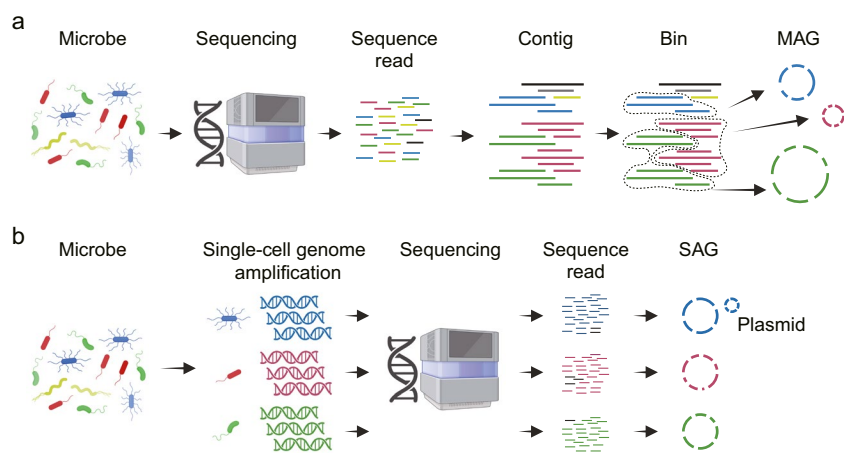 a
Microbe
Sequencing
Sequence
read
Contig
Bin
MAG
b
Microbe
Single-cell genome
amplification
Sequencing
Sequence
read
SAG
Plasmid